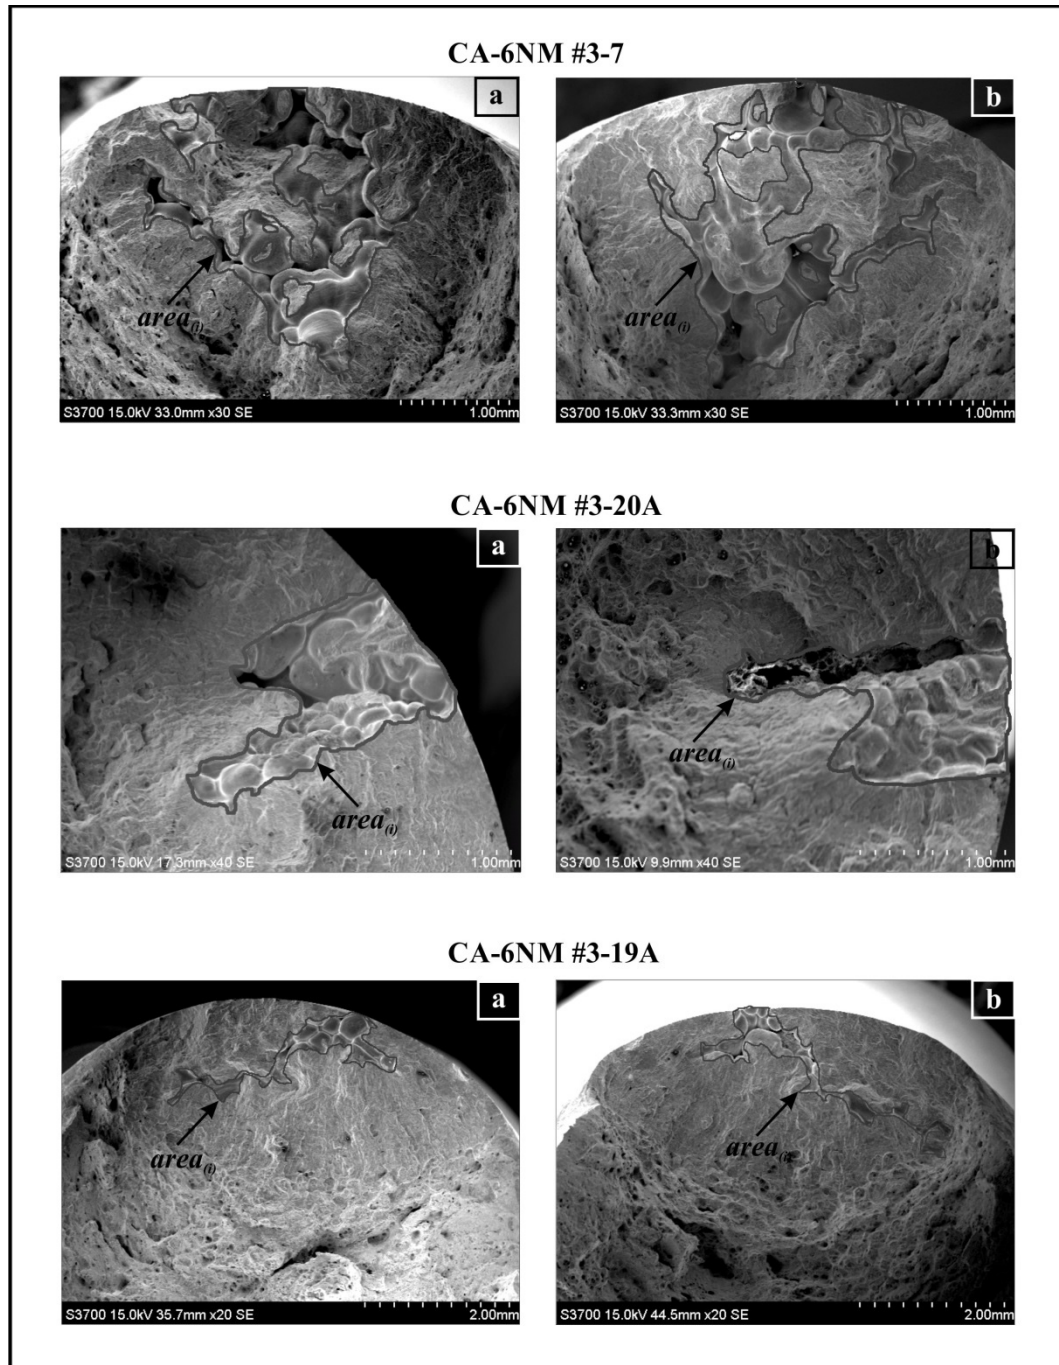 CA-6NM #3-7
a
b
area(i)
area(i)
S3700 15.0kV 33.0mm x30 SE
1.00mm
S3700 15.0kV 33.3mm x30 SE
1.00mm
CA-6NM #3-20A
a
b
area(i)
area(i)
S3700 15.0kV 17.3mm x40 SE
1.00mm
S3700 15.0kV 9.9mm x40 SE
1.00mm
CA-6NM #3-19A
a
b
area(i)
area(i)
S3700 15.0kV 35.7mm x20 SE
2.00mm
S3700 15.0kV 44.5mm x20 SE
2.00mm